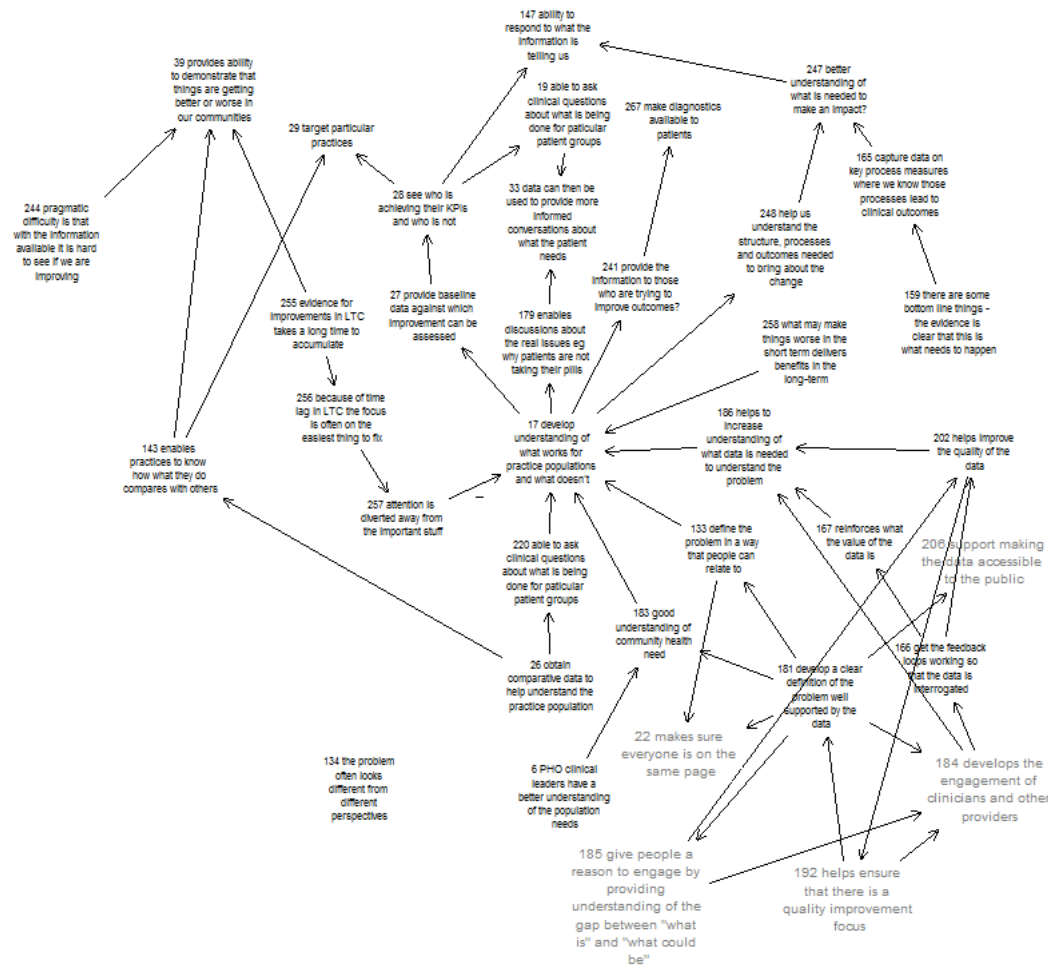 147 ability to
respond to what the
information is
telling us
39 provides ability
to demonstrate that
things are getting
better or worse in
our communities
247 better
understanding of
what is needed to
make an impact?
19 able to ask
clinical questions
about what is being
done for paticular
patient groups
267 make diagnostics
available to
patients
29 target particular
practices
165 capture data on
key process measures
where we know those
processes lead to
clinical outcomes
28 see who is
achieving their KPIs
and who is not
33 data can then be
used to provide more
informed
conversations about
what the patient
needs
244 pragmatic
difficulty is that
with the information
available it is hard
to see if we are
improving
248 help us
understand the
structure, processes
and outcomes needed
to bring about the
change
241 provide the
information to those
who are trying to
improve outcomes?
27 provide baseline
data against which
improvement can be
assessed
159 there are some
bottom line things -
the evidence is
clear that this is
what needs to happen
255 evidence for
improvements in LTC
takes a long time to
accumulate
179 enables
discussions about
the real issues eg
why patients are not
taking their pills
258 what may make
things worse in the
short term delivers
benefits in the
long-term
256 because of time
lag in LTC the focus
is often on the
easiest thing to fix
17 develop
understanding of
what works for
practice populations
and what doesn't
186 helps to
increase
understanding of
what data is needed
to understand the
problem
202 helps improve
the quality of the
data
143 enables
practices to know
how what they do
compares with others
257 attention is
diverted away from
the important stuff
133 define the
problem in a way
that people can
relate to
167 reinforces what
the value of the
data is
206 support making
the data accessible
to the public
220 able to ask
clinical questions
about what is being
done for paticular
patient groups
183 good
understanding of
community health
need
166 get the feedback
loops working so
that the data is
interrogated
26 obtain
comparative data to
help understand the
practice population
181 develop a clear
definition of the
problem well
supported by the
data
22 makes sure
everyone is on the
same page
134 the problem
often looks
different from
different
perspectives
6 PHO clinical
leaders have a
better understanding
of the population
needs
184 develops the
engagement of
clinicians and other
providers
185 give people a
reason to engage by
providing
understanding of the
gap between "what
is" and "what could
be"
192 helps ensure
that there is a
quality improvement
focus